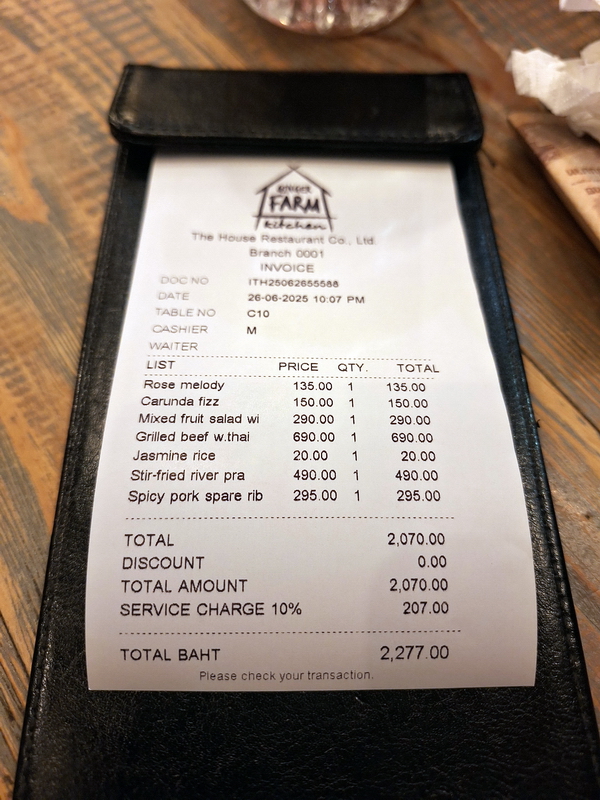 GINGER
FARM
kitchen
The House Restaurant Co., Ltd.
Branch 0001
INVOICE
DOC NO ITH25062655588
DATE 26-06-2025 10:07 PM
TABLE NO C10
CASHIER M
WAITER
LIST PRICE QTY. TOTAL
Rose melody 135.00 1 135.00
Carunda fizz 150.00 1 150.00
Mixed fruit salad wi 290.00 1 290.00
Grilled beef w.thai 690.00 1 690.00
Jasmine rice 20.00 1 20.00
Stir-fried river pra 490.00 1 490.00
Spicy pork spare rib 295.00 1 295.00
TOTAL 2,070.00
DISCOUNT 0.00
TOTAL AMOUNT 2,070.00
SERVICE CHARGE 10% 207.00
TOTAL BAHT 2,277.00
Please check your transaction.